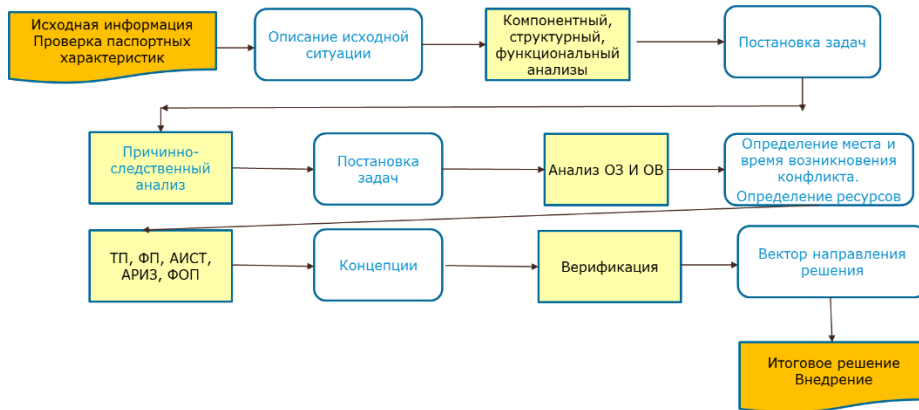 Исходная информация
Проверка паспортных
характеристик
Описание исходной
ситуации
Компонентный,
структурный,
функциональный
анализы
Постановка задач
Причинно-
следственный
анализ
Постановка
задач
Анализ ОЗ И ОВ
Определение места и
время возникновения
конфликта.
Определение ресурсов
ТП, ФП, АИСТ,
АРИЗ, ФОП
Концепции
Верификация
Вектор направления
решения
Итоговое решение
Внедрение